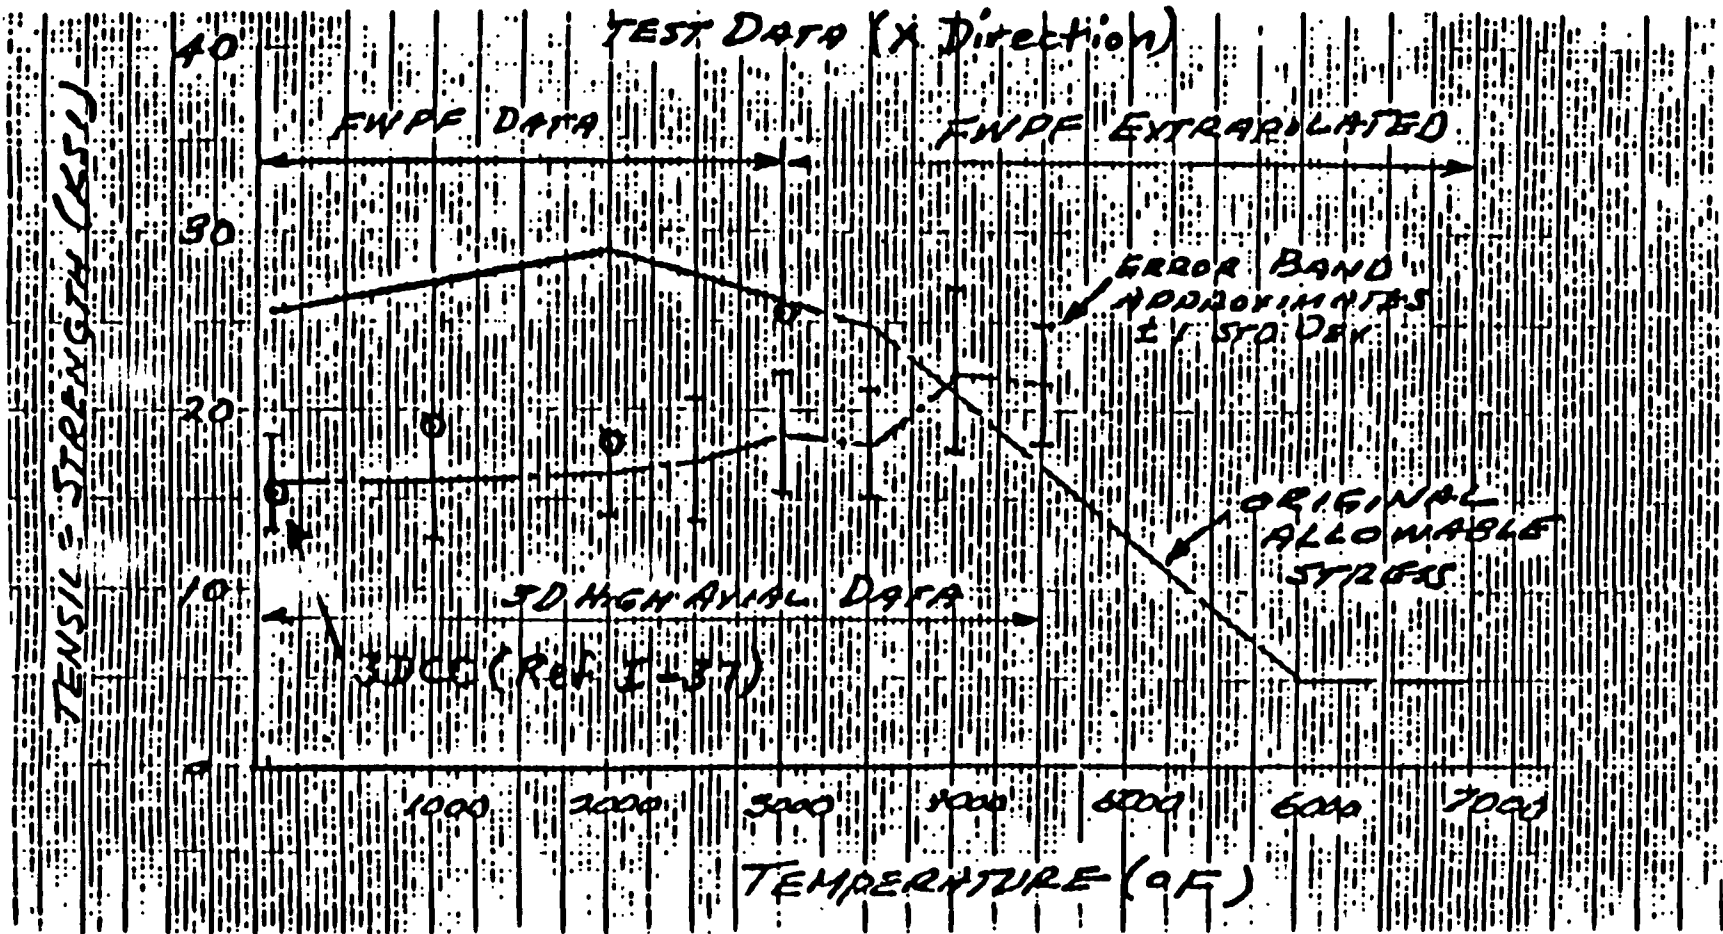 TEST DATA (X Direction)
40
30
20
10
0
TENSILE STRENGTH (KSI)
FWPF DATA
FWPF EXTRAPOLATED
ERROR BAND
APPROXIMATES
± 1 STD DEV
ORIGINAL
ALLOWABLE
STRESS
3D HIGH AXIAL DATA
3DCC (Ref I-37)
1000 2000 3000 4000 5000 6000 7000
TEMPERATURE (°F)